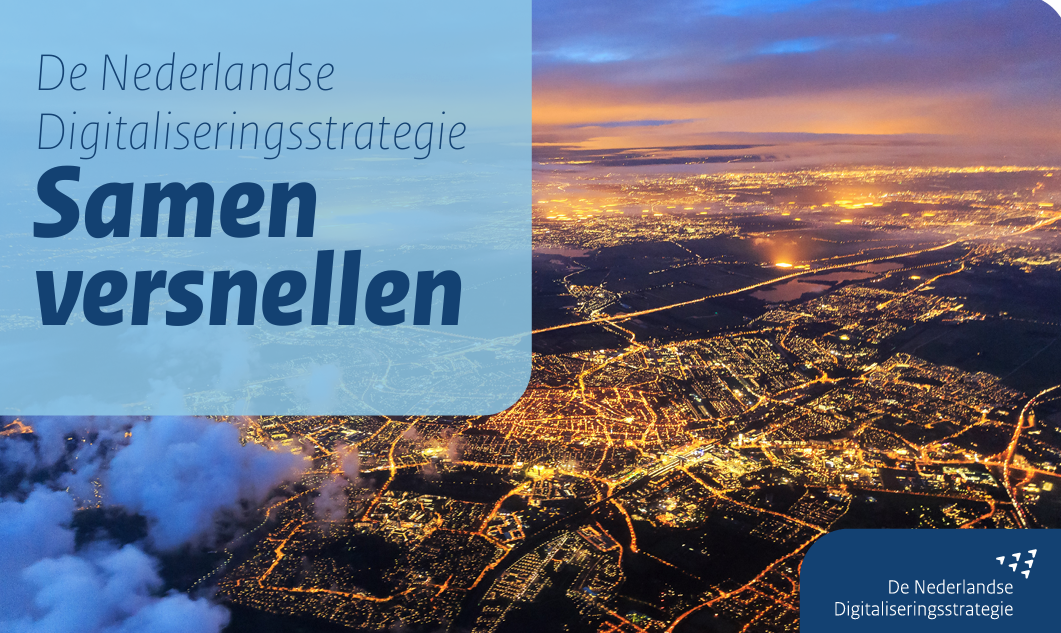 De Nederlandse
Digitaliseringsstrategie
Samen
versnellen
De Nederlandse
Digitaliseringsstrategie